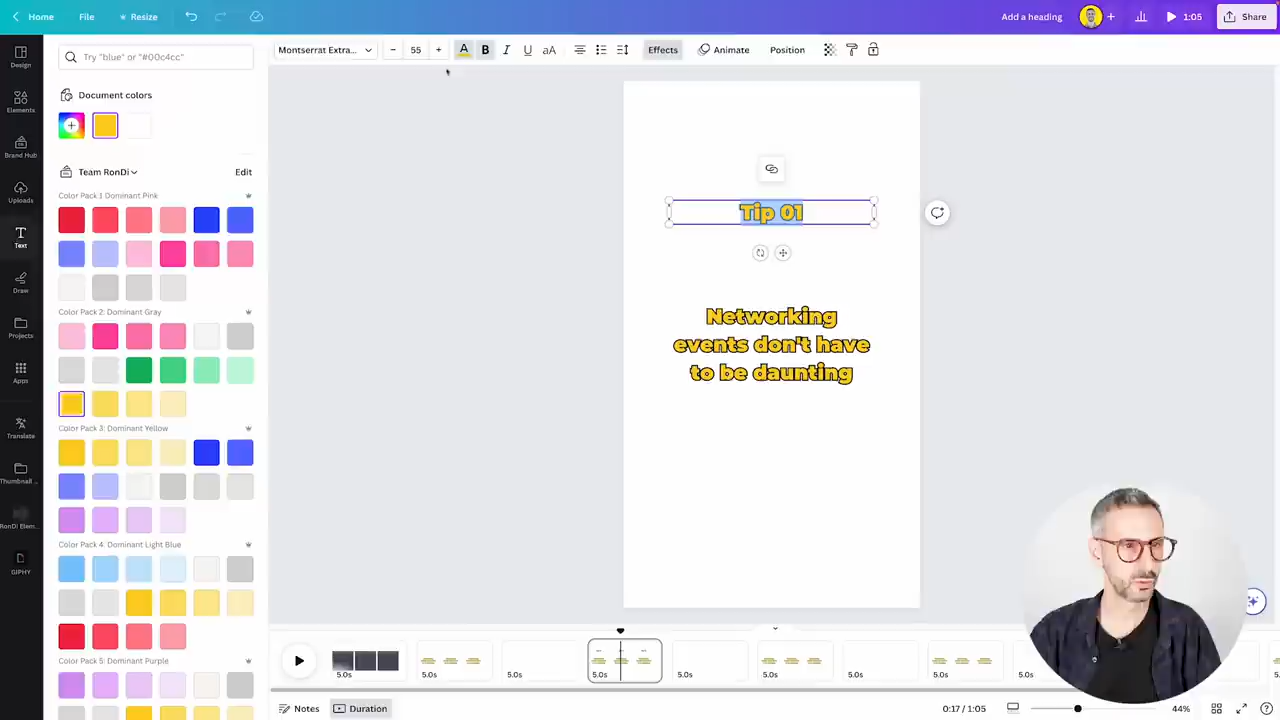 Home
File
Resize
Add a heading
1:05
Share
Design
Elements
Brand Hub
Uploads
Text
Draw
Projects
Apps
Translate
Thumbnail ...
RonDi Elem...
GIPHY
Try "blue" or "#00c4cc"
Document colors
Team RonDi
Edit
Color Pack 1 Dominant Pink
Color Pack 2: Dominant Gray
Color Pack 3: Dominant Yellow
Color Pack 4: Dominant Light Blue
Color Pack 5: Dominant Purple
Montserrat Extra...
− 55 +
A B I U aA
Effects
Animate
Position
Tip 01
Networking
events don't have
to be daunting
5.0s 5.0s 5.0s 5.0s 5.0s 5.0s 5.0s 5.0s 5.0s
Notes
Duration
0:17 / 1:05
44%